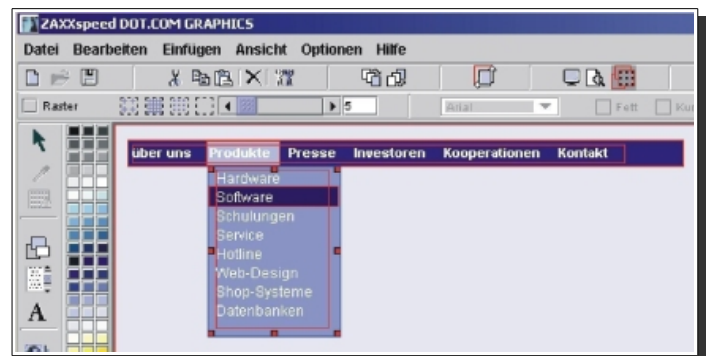 ZAXXspeed DOT.COM GRAPHICS
Datei Bearbeiten Einfügen Ansicht Optionen Hilfe
Raster 5 Arial Fett Kur
über uns Produkte Presse Investoren Kooperationen Kontakt
Hardware
Software
Schulungen
Service
Hotline
Web-Design
Shop-Systeme
Datenbanken
A